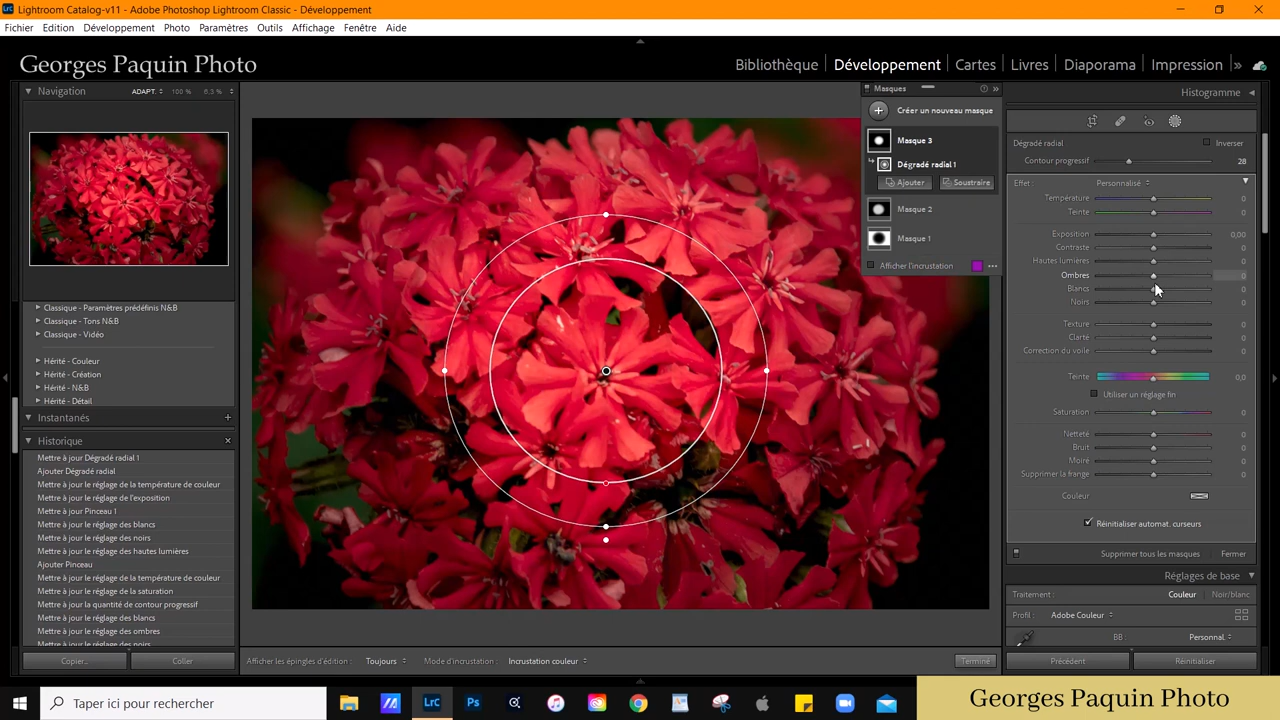 Lightroom Catalog-v11 - Adobe Photoshop Lightroom Classic - Développement
Fichier Edition Développement Photo Paramètres Outils Affichage Fenêtre Aide
Georges Paquin Photo
Bibliothèque Développement Cartes Livres Diaporama Impression »
Navigation ADAPT. 100 % 6,3 %
Classique - Paramètres prédéfinis N&B
Classique - Tons N&B
Classique - Vidéo
Hérité - Couleur
Hérité - Création
Hérité - N&B
Hérité - Détail
Instantanés +
Historique ×
Mettre à jour Dégradé radial 1
Ajouter Dégradé radial
Mettre à jour le réglage de la température de couleur
Mettre à jour le réglage de l'exposition
Mettre à jour Pinceau 1
Mettre à jour le réglage des blancs
Mettre à jour le réglage des noirs
Mettre à jour le réglage des hautes lumières
Ajouter Pinceau
Mettre à jour le réglage de la température de couleur
Mettre à jour le réglage de la saturation
Mettre à jour la quantité de contour progressif
Mettre à jour le réglage des blancs
Mettre à jour le réglage des ombres
Mettre à jour le réglage des noirs
Copier... Coller
Masques
Créer un nouveau masque
Masque 3
Dégradé radial 1
Ajouter Soustraire
Masque 2
Masque 1
Afficher l'incrustation
Afficher les épingles d'édition : Toujours Mode d'incrustation : Incrustation couleur Terminé
Histogramme
Dégradé radial Inverser
Contour progressif 28
Effet : Personnalisé
Température 0
Teinte 0
Exposition 0,00
Contraste 0
Hautes lumières 0
Ombres 0
Blancs 0
Noirs 0
Texture 0
Clarté 0
Correction du voile 0
Teinte 0,0
Utiliser un réglage fin
Saturation 0
Netteté 0
Bruit 0
Moiré 0
Supprimer la frange 0
Couleur
Réinitialiser automat. curseurs
Supprimer tous les masques Fermer
Réglages de base
Traitement : Couleur Noir/blanc
Profil : Adobe Couleur
BB : Personnal.
Précédent Réinitialiser
Taper ici pour rechercher
LrC
Ps
Georges Paquin Photo